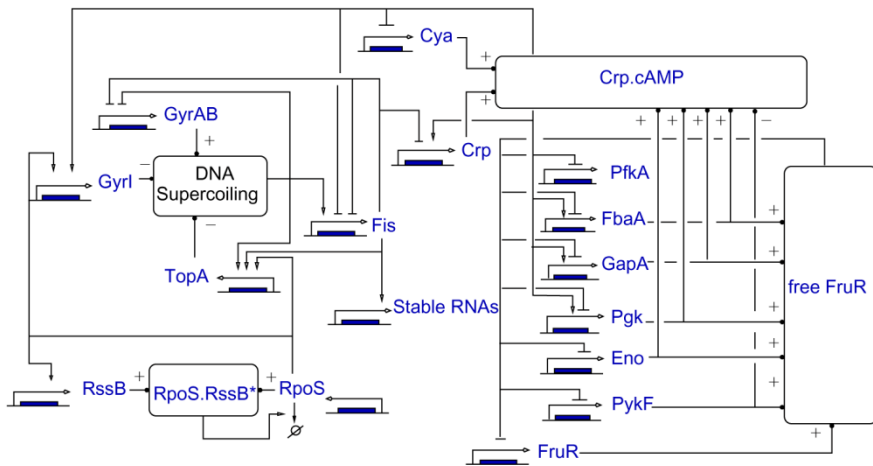 Cya
Crp.cAMP
GyrAB
Crp
PfkA
GyrI
DNA
Supercoiling
Fis
FbaA
TopA
GapA
free FruR
Stable RNAs
Pgk
Eno
RssB
RpoS.RssB*
RpoS
PykF
FruR